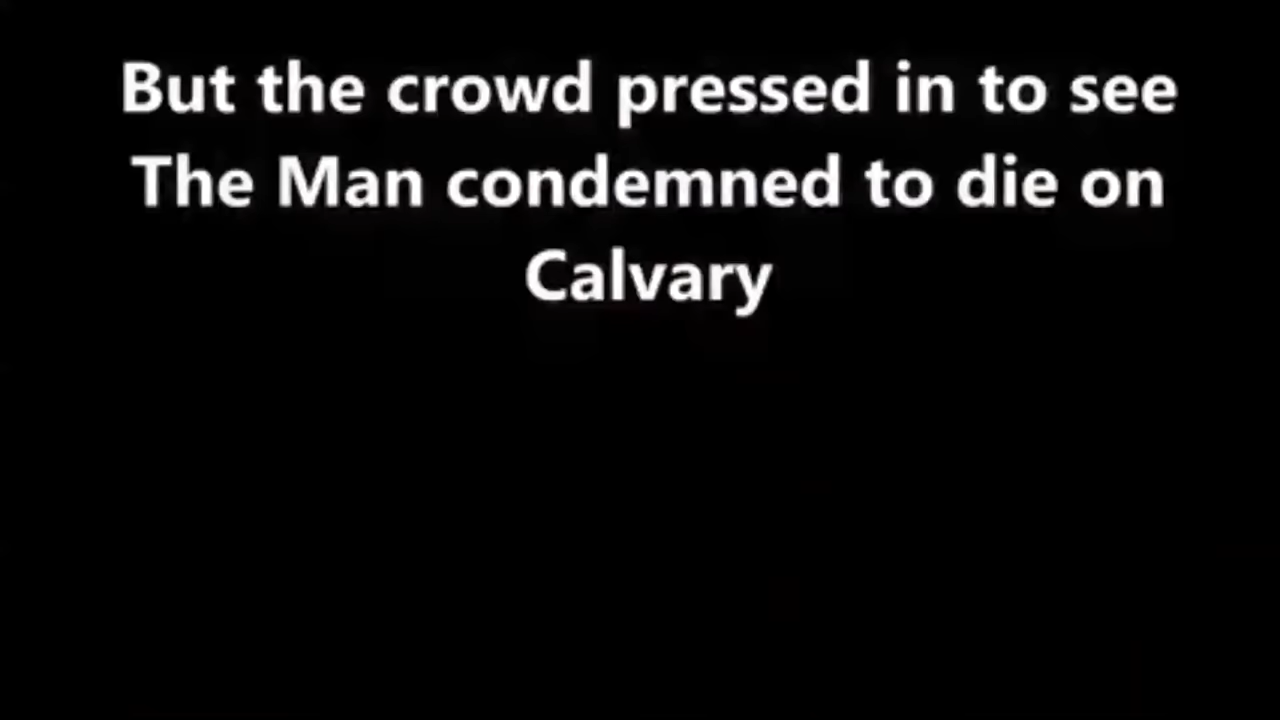 But the crowd pressed in to see
The Man condemned to die on
Calvary